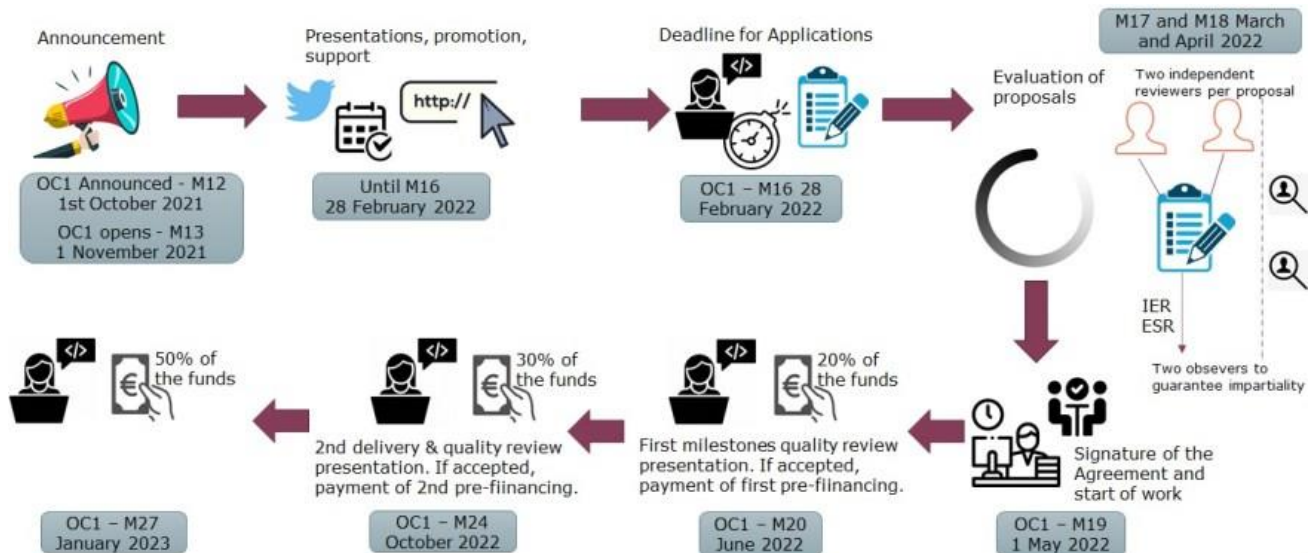 Announcement
OC1 Announced - M12
1st October 2021
OC1 opens - M13
1 November 2021
Presentations, promotion,
support
http://
Until M16
28 February 2022
Deadline for Applications
</>
OC1 – M16 28
February 2022
Evaluation of
proposals
M17 and M18 March
and April 2022
Two independent
reviewers per proposal
IER
ESR
Two obsevers to
guarantee impartiality
Signature of the
Agreement and
start of work
OC1 – M19
1 May 2022
</>
€
20% of
the funds
First milestones quality review
presentation. If accepted,
payment of first pre-fiinancing.
OC1 – M20
June 2022
</>
€
30% of
the funds
2nd delivery & quality review
presentation. If accepted,
payment of 2nd pre-fiinancing.
OC1 – M24
October 2022
</>
€
50% of
the funds
OC1 – M27
January 2023